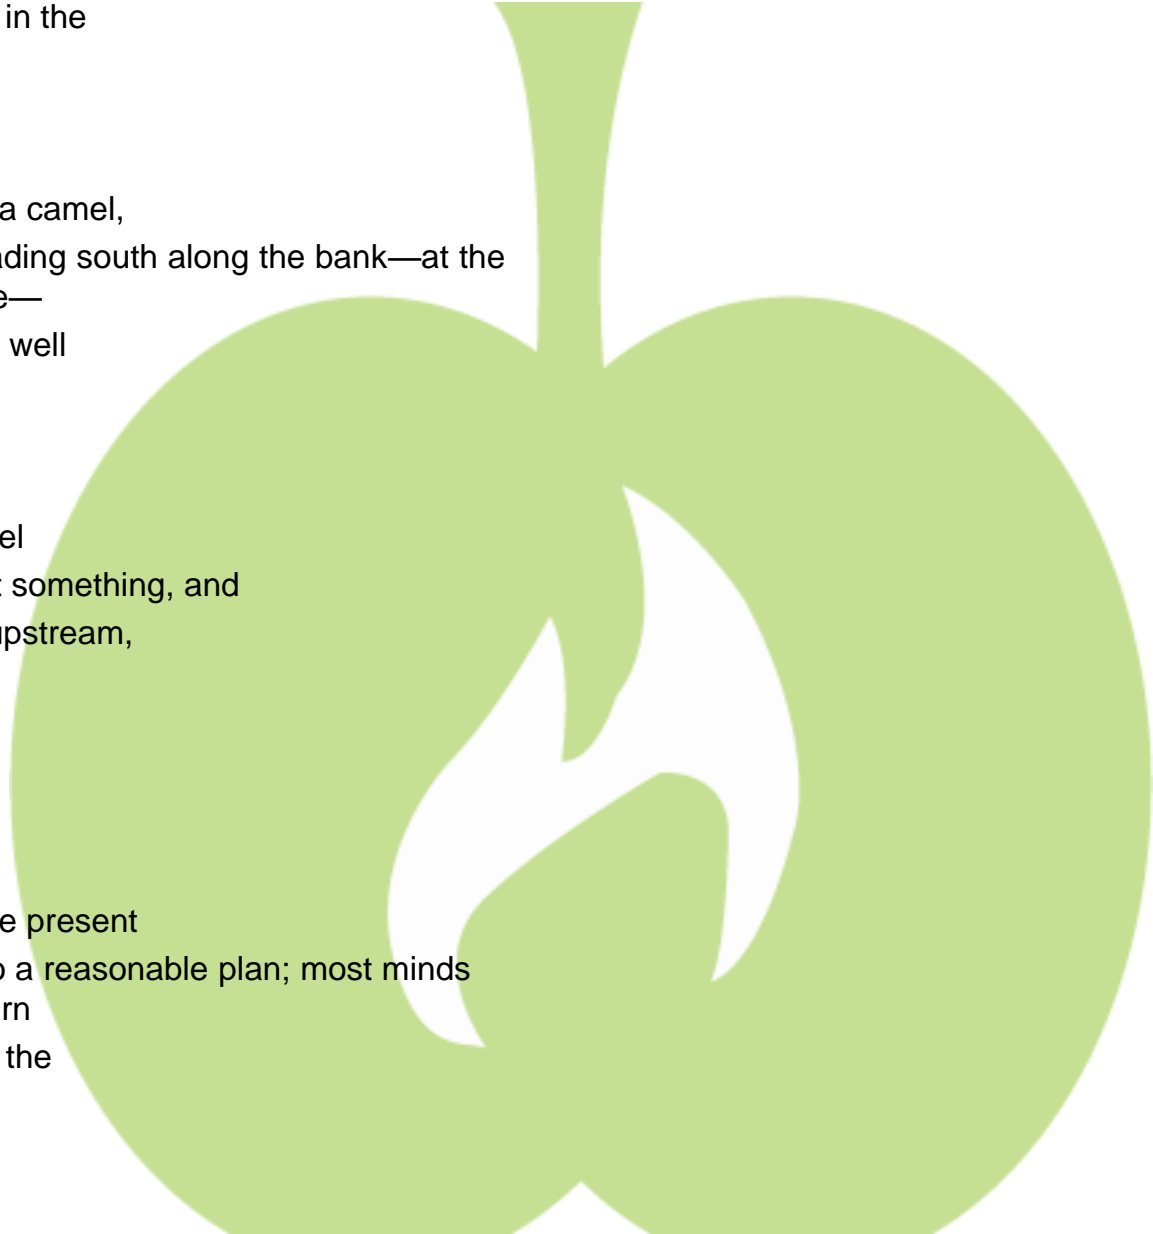 in the
a camel,
ding south along the bank—at the
e—
well
el
something, and
upstream,
e present
a reasonable plan; most minds
rn
the